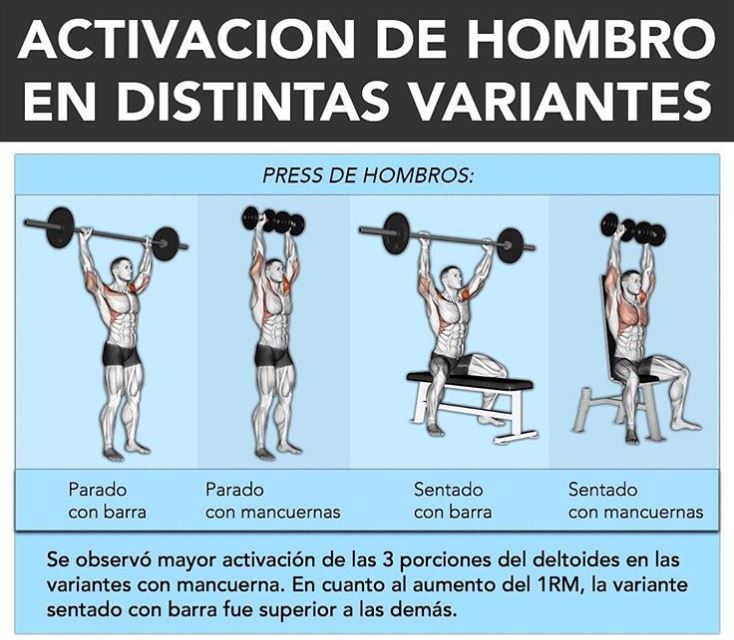 ACTIVACION DE HOMBRO
EN DISTINTAS VARIANTES
PRESS DE HOMBROS:
Parado
con barra
Parado
con mancuernas
Sentado
con barra
Sentado
con mancuernas
Se observó mayor activación de las 3 porciones del deltoides en las
variantes con mancuerna. En cuanto al aumento del 1RM, la variante
sentado con barra fue superior a las demás.